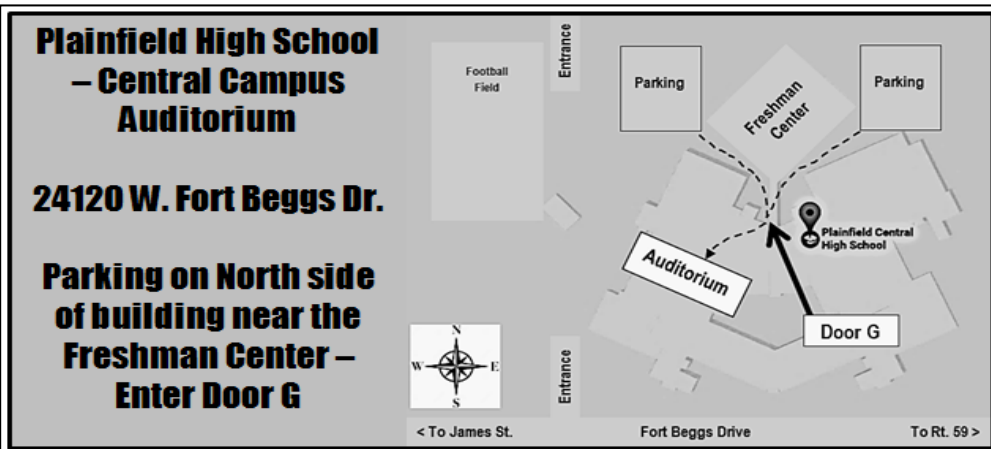 Plainfield High School
– Central Campus
Auditorium
24120 W. Fort Beggs Dr.
Parking on North side
of building near the
Freshman Center –
Enter Door G
Football
Field
Entrance
Parking
Freshman
Center
Parking
Plainfield Central
High School
Auditorium
Door G
N
W
E
S
Entrance
< To James St.
Fort Beggs Drive
To Rt. 59 >